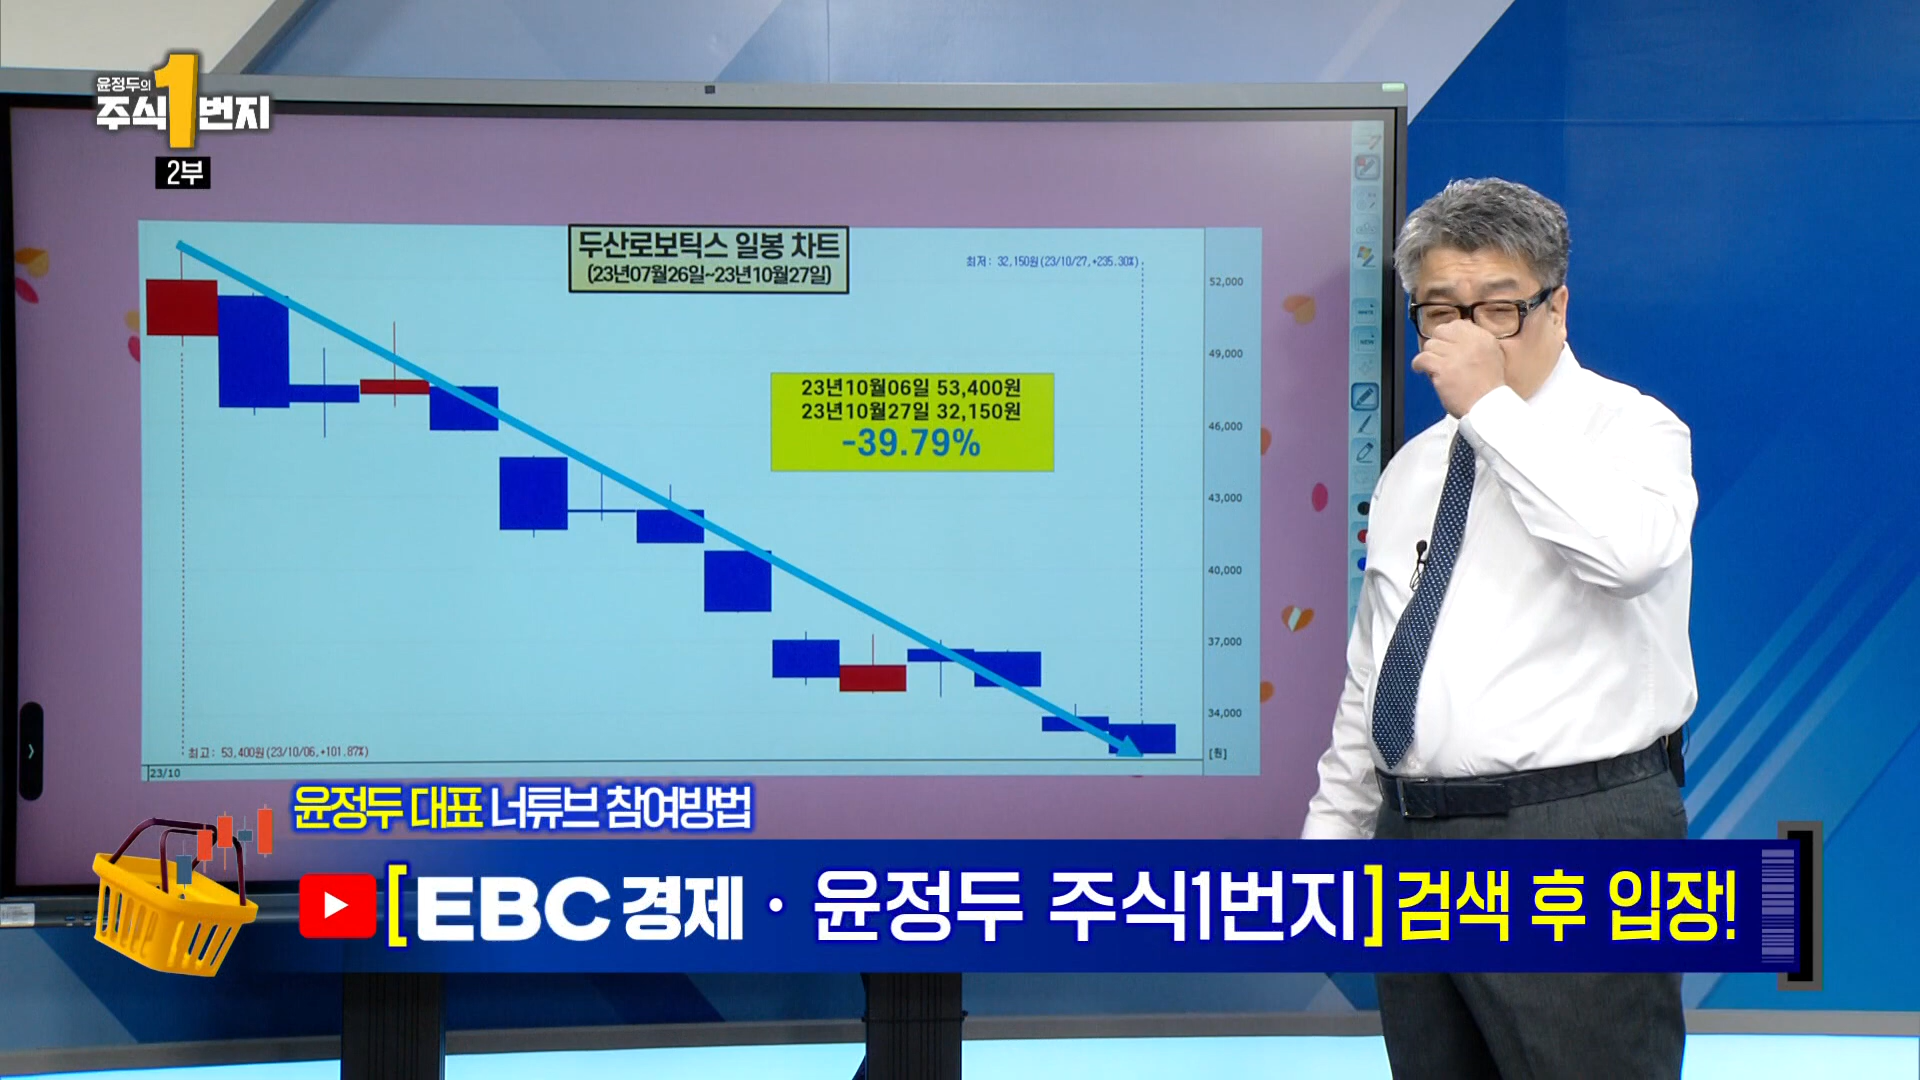 윤정두의
주식1번지
2부
두산로보틱스 일봉 차트
(23년07월26일~23년10월27일)
최저: 32,150원(23/10/27,+235.30%)
52,000
49,000
23년10월06일 53,400원
23년10월27일 32,150원
-39.79%
46,000
43,000
40,000
37,000
34,000
[원]
최고: 53,400원(23/10/06,+101.87%)
23/10
윤정두 대표 너튜브 참여방법
[EBC 경제 · 윤정두 주식1번지] 검색 후 입장!